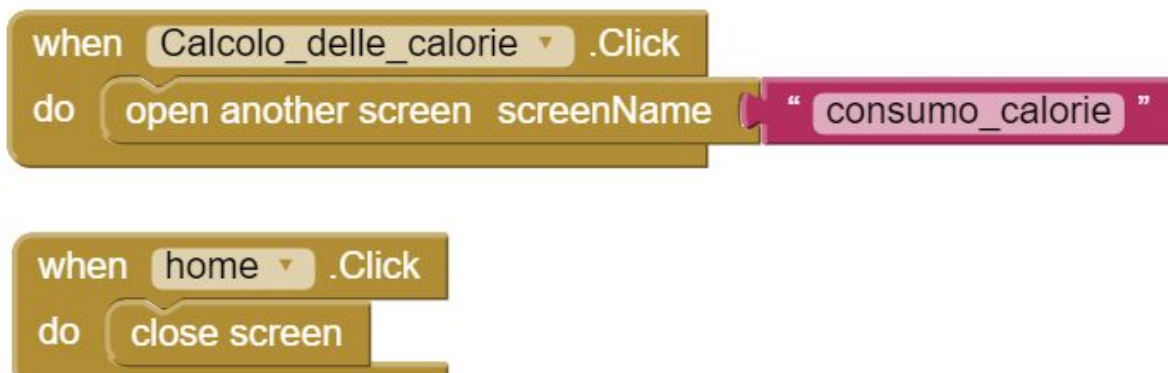 when Calcolo_delle_calorie .Click
do open another screen screenName " consumo_calorie "
when home .Click
do close screen